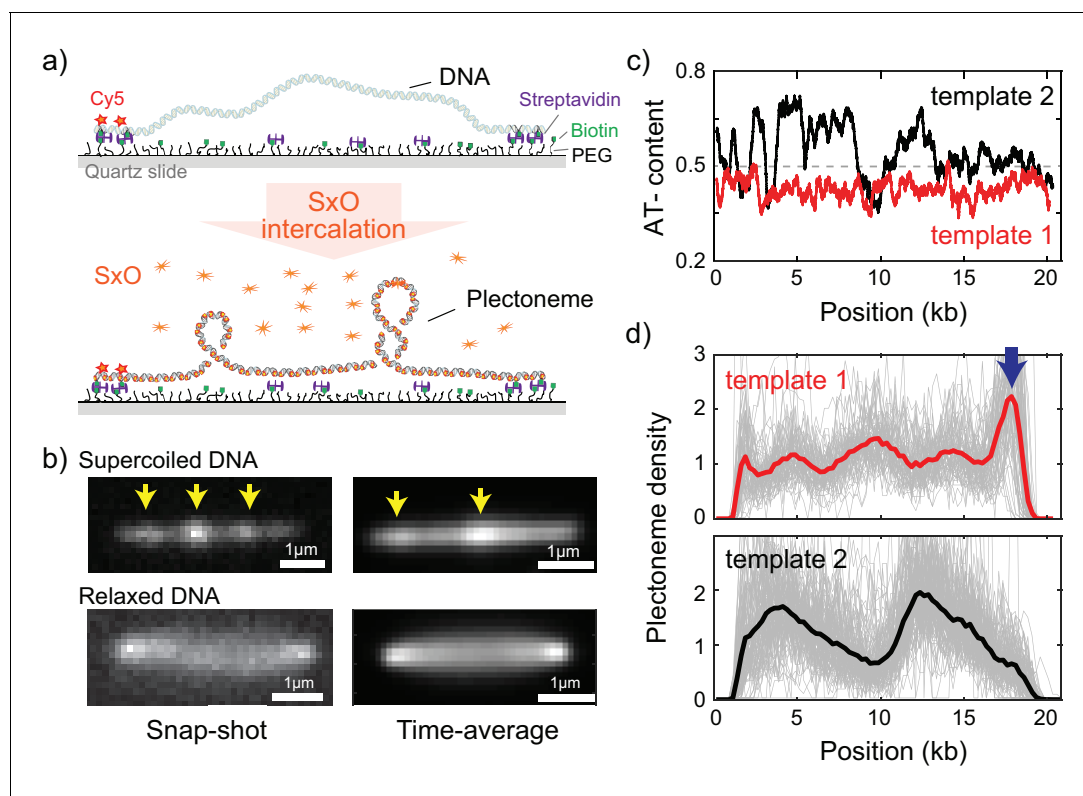 a)
DNA
Cy5
Streptavidin
Biotin
PEG
Quartz slide
SxO
intercalation
SxO
Plectoneme
b)
Supercoiled DNA
1µm
1µm
Relaxed DNA
1µm
1µm
Snap-shot
Time-average
c)
0.8
template 2
0.5
AT- content
template 1
0.2
0
5
10
15
20
Position (kb)
d)
3
template 1
2
1
0
Plectoneme density
template 2
2
1
0
0
5
10
15
20
Position (kb)